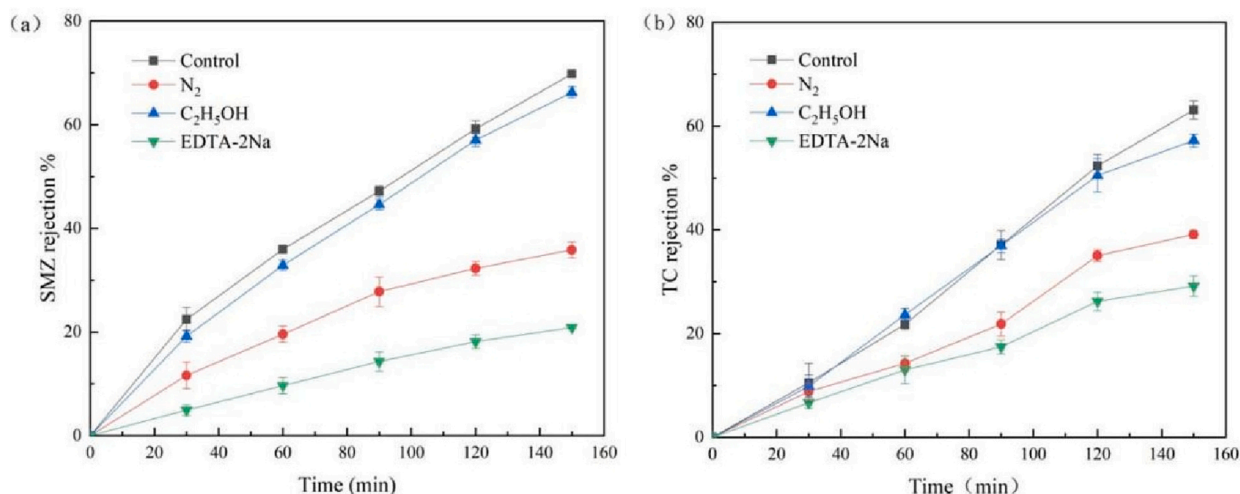 (a)
80
60
40
20
0
SMZ rejection %
Control
N₂
C₂H₅OH
EDTA-2Na
0 20 40 60 80 100 120 140 160
Time (min)
(b)
80
60
40
20
0
TC rejection %
Control
N₂
C₂H₅OH
EDTA-2Na
0 20 40 60 80 100 120 140 160
Time（min）